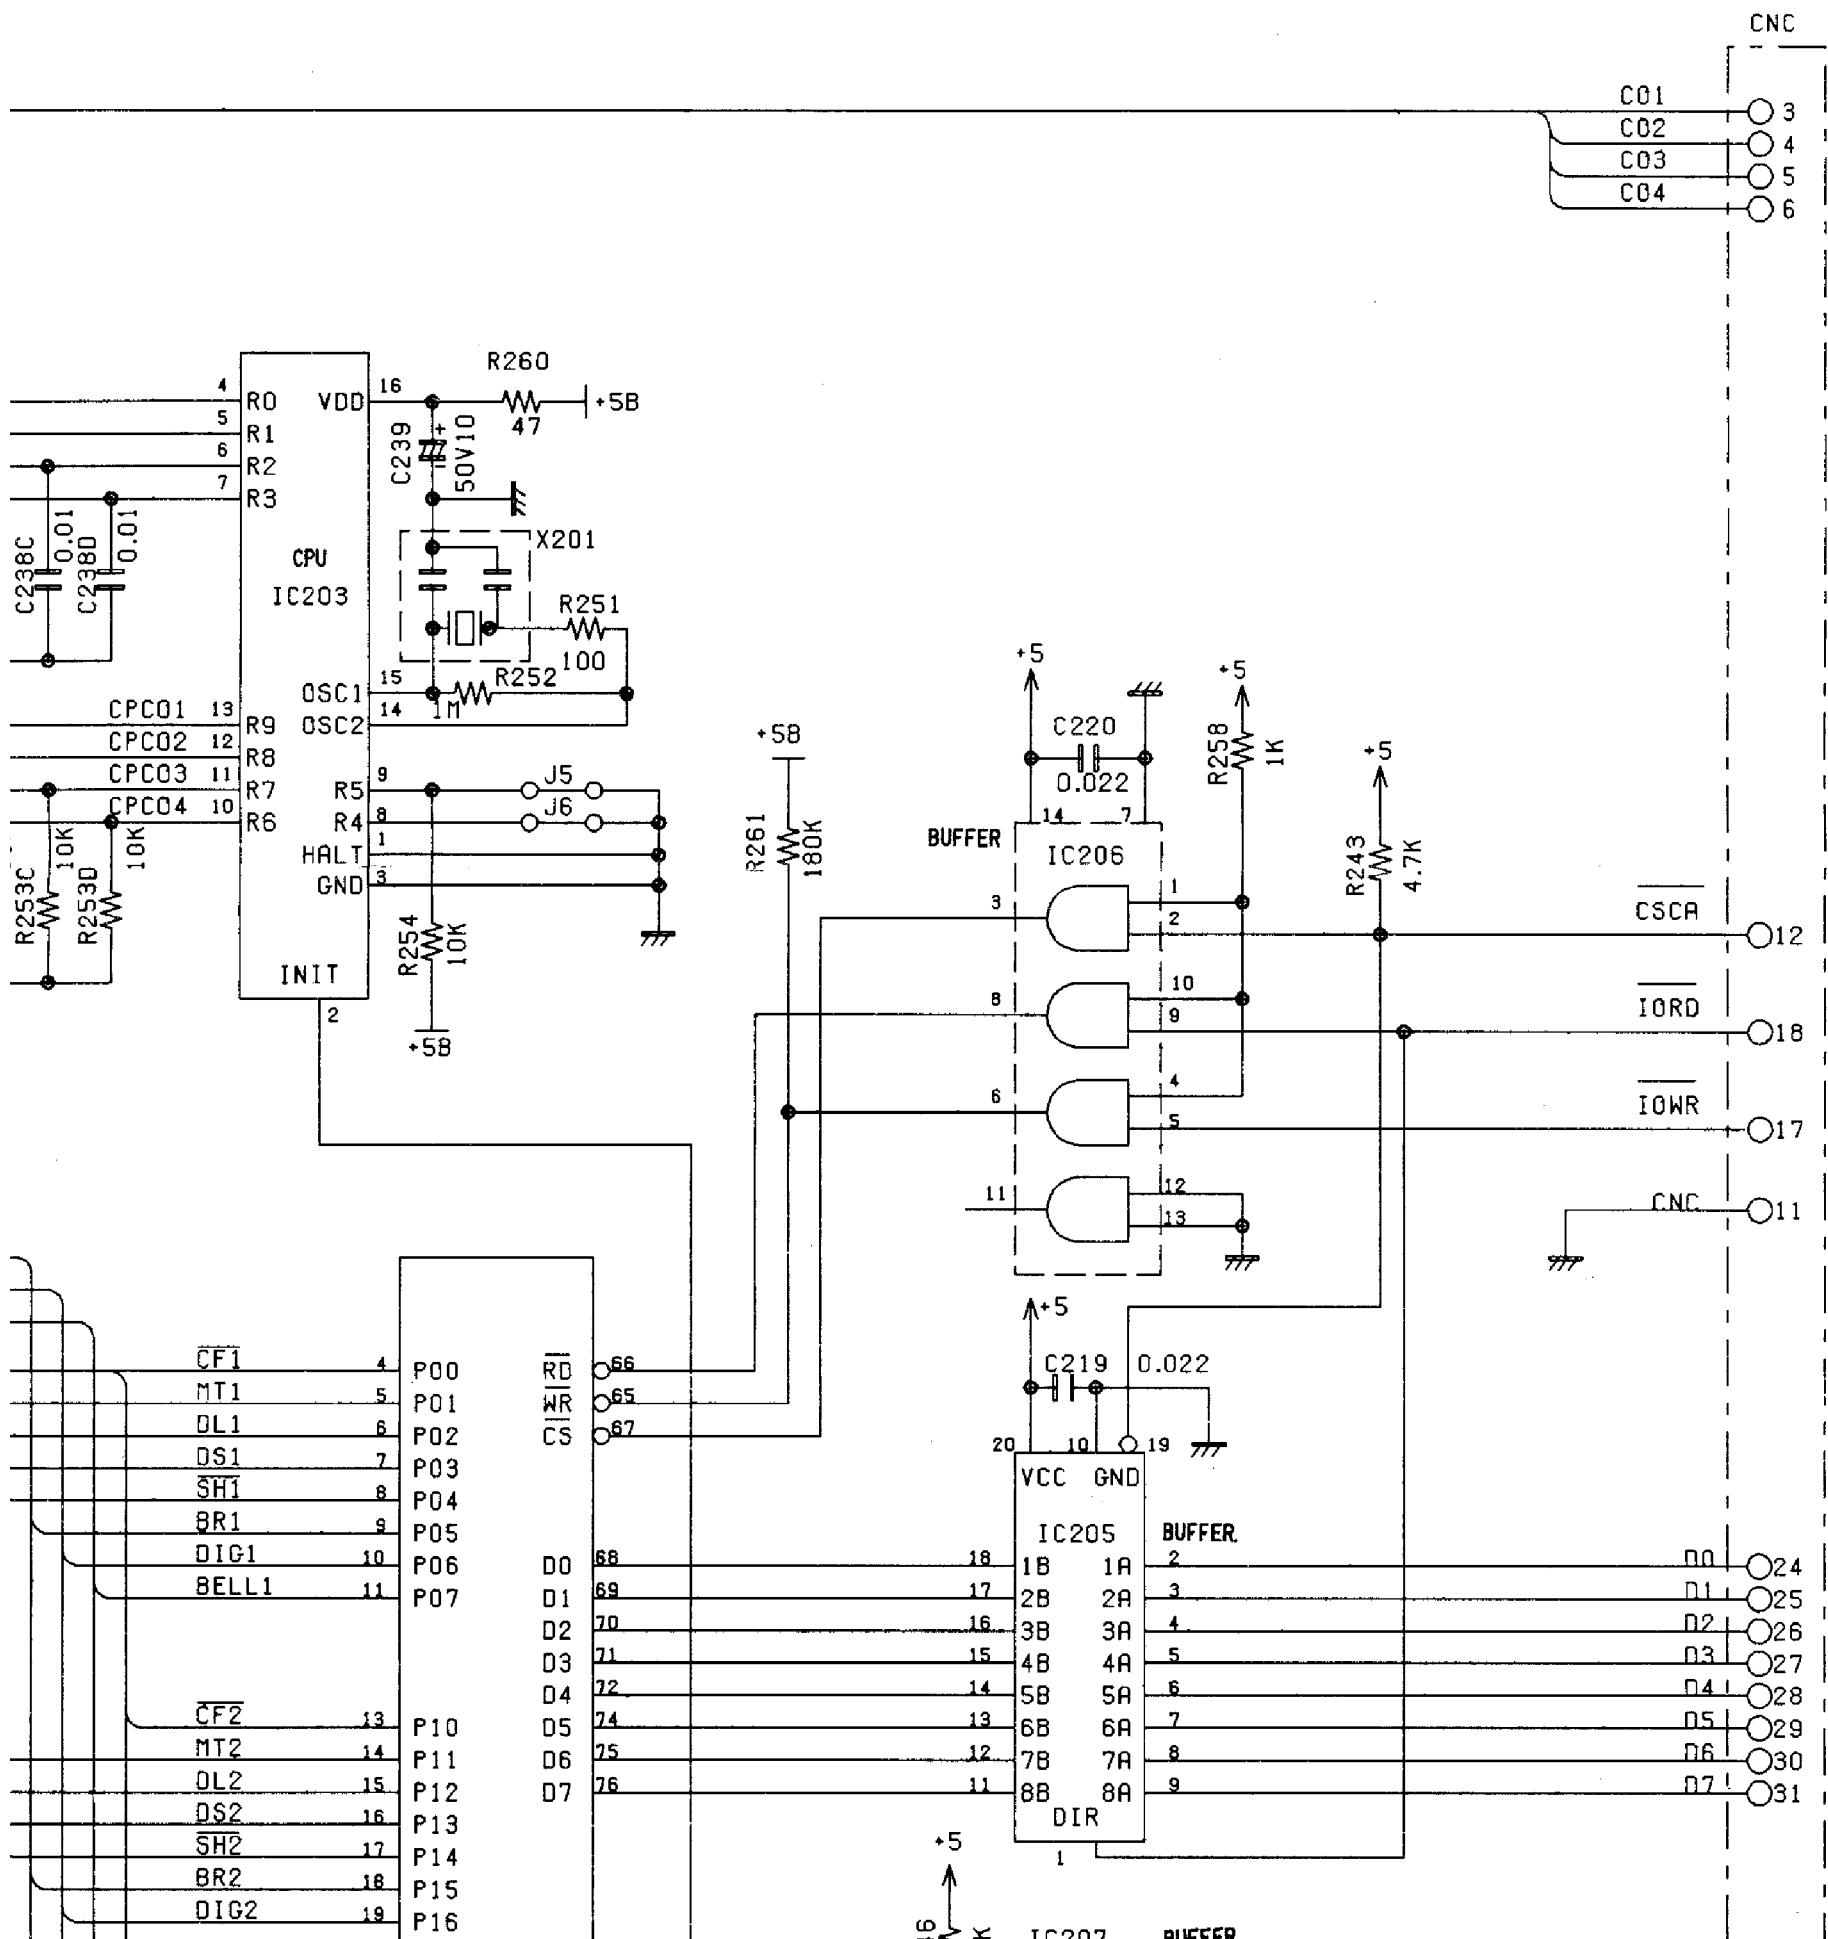 CNC
C01
3
C02
4
C03
5
C04
6
R260
47
+5B
4
R0
VDD
16
5
R1
6
R2
7
R3
C239
+
50V10
C238C
0.01
C238D
0.01
CPU
IC203
X201
R251
100
R252
1M
OSC1
15
OSC2
14
CPC01
13
R9
CPC02
12
R8
CPC03
11
R7
CPC04
10
R6
R5
9
J5
R4
8
J6
HALT
1
GND
3
R253C
10K
R253D
10K
R254
10K
+5B
INIT
2
+5B
R261
180K
+5
C220
0.022
+5
R258
1K
+5
R243
4.7K
BUFFER
14
7
IC206
3
1
2
CSCA
12
8
10
9
IORD
18
6
4
5
IOWR
17
11
12
13
CNC
11
+5
C219
0.022
20
10
19
VCC
GND
IC205
BUFFER
CF1
4
P00
RD
66
MT1
5
P01
WR
65
DL1
6
P02
CS
67
DS1
7
P03
SH1
8
P04
BR1
9
P05
DIG1
10
P06
D0
68
18
1B
1A
2
D0
24
BELL1
11
P07
D1
69
17
2B
2A
3
D1
25
D2
70
16
3B
3A
4
D2
26
D3
71
15
4B
4A
5
D3
27
D4
72
14
5B
5A
6
D4
28
CF2
13
P10
D5
74
13
6B
6A
7
D5
29
MT2
14
P11
D6
75
12
7B
7A
8
D6
30
DL2
15
P12
D7
76
11
8B
8A
9
D7
31
DIR
1
DS2
16
P13
SH2
17
P14
BR2
18
P15
DIG2
19
P16
+5
IC207
BUFFER